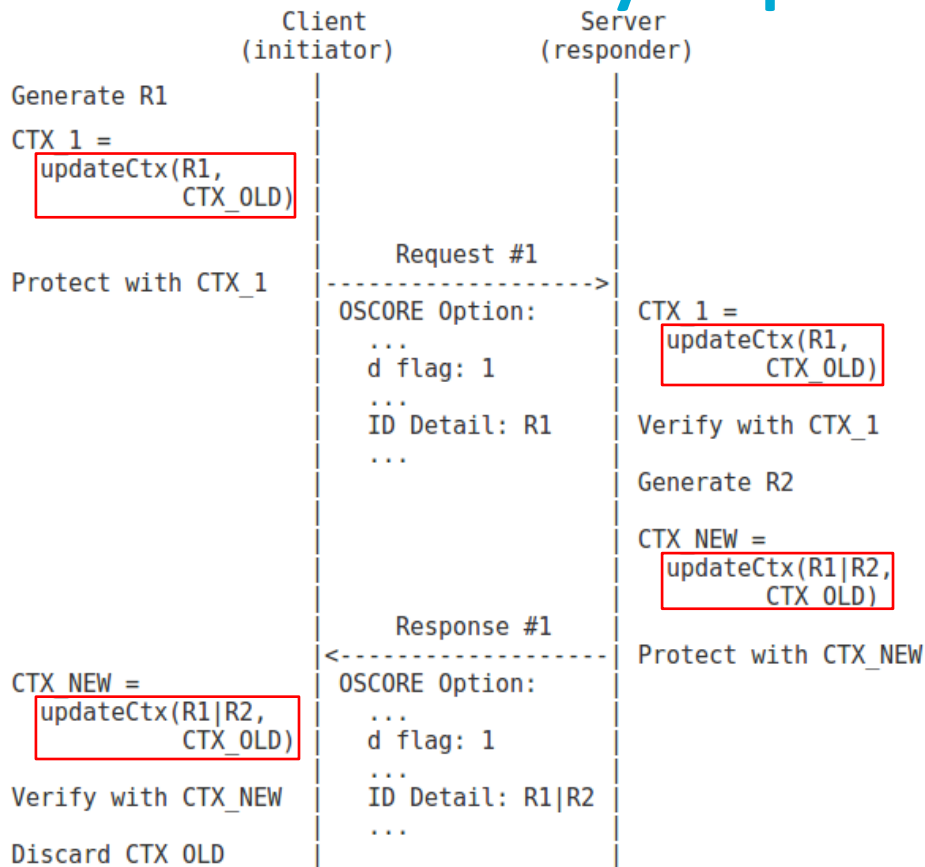 Client Server
(initiator) (responder)
Generate R1
CTX_1 =
updateCtx(R1,
CTX_OLD)
Request #1
Protect with CTX_1 ------------------->
OSCORE Option: CTX_1 =
... updateCtx(R1,
d flag: 1 CTX_OLD)
...
ID Detail: R1 Verify with CTX_1
...
Generate R2
CTX_NEW =
updateCtx(R1|R2,
CTX_OLD)
Response #1
<------------------- Protect with CTX_NEW
CTX_NEW = OSCORE Option:
updateCtx(R1|R2, ...
CTX_OLD) d flag: 1
...
Verify with CTX_NEW ID Detail: R1|R2
...
Discard CTX_OLD